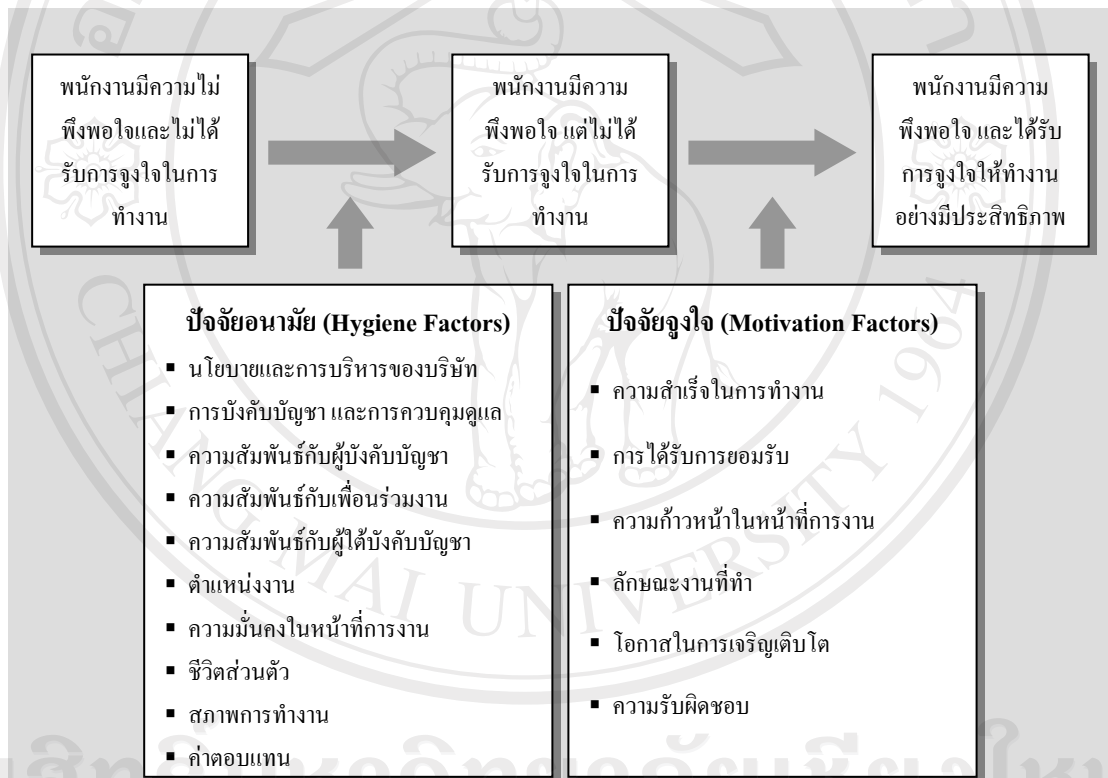 พนักงานมีความไม่
พึงพอใจและไม่ได้
รับการจูงใจในการ
ทำงาน
พนักงานมีความ
พึงพอใจ แต่ไม่ได้
รับการจูงใจในการ
ทำงาน
พนักงานมีความ
พึงพอใจ และได้รับ
การจูงใจให้ทำงาน
อย่างมีประสิทธิภาพ
ปัจจัยอนามัย (Hygiene Factors)
▪ นโยบายและการบริหารของบริษัท
▪ การบังคับบัญชา และการควบคุมดูแล
▪ ความสัมพันธ์กับผู้บังคับบัญชา
▪ ความสัมพันธ์กับเพื่อนร่วมงาน
▪ ความสัมพันธ์กับผู้ใต้บังคับบัญชา
▪ ตำแหน่งงาน
▪ ความมั่นคงในหน้าที่การงาน
▪ ชีวิตส่วนตัว
▪ สภาพการทำงาน
▪ ค่าตอบแทน
ปัจจัยจูงใจ (Motivation Factors)
▪ ความสำเร็จในการทำงาน
▪ การได้รับการยอมรับ
▪ ความก้าวหน้าในหน้าที่การงาน
▪ ลักษณะงานที่ทำ
▪ โอกาสในการเจริญเติบโต
▪ ความรับผิดชอบ
CHIANG MAI UNIVERSITY 1964